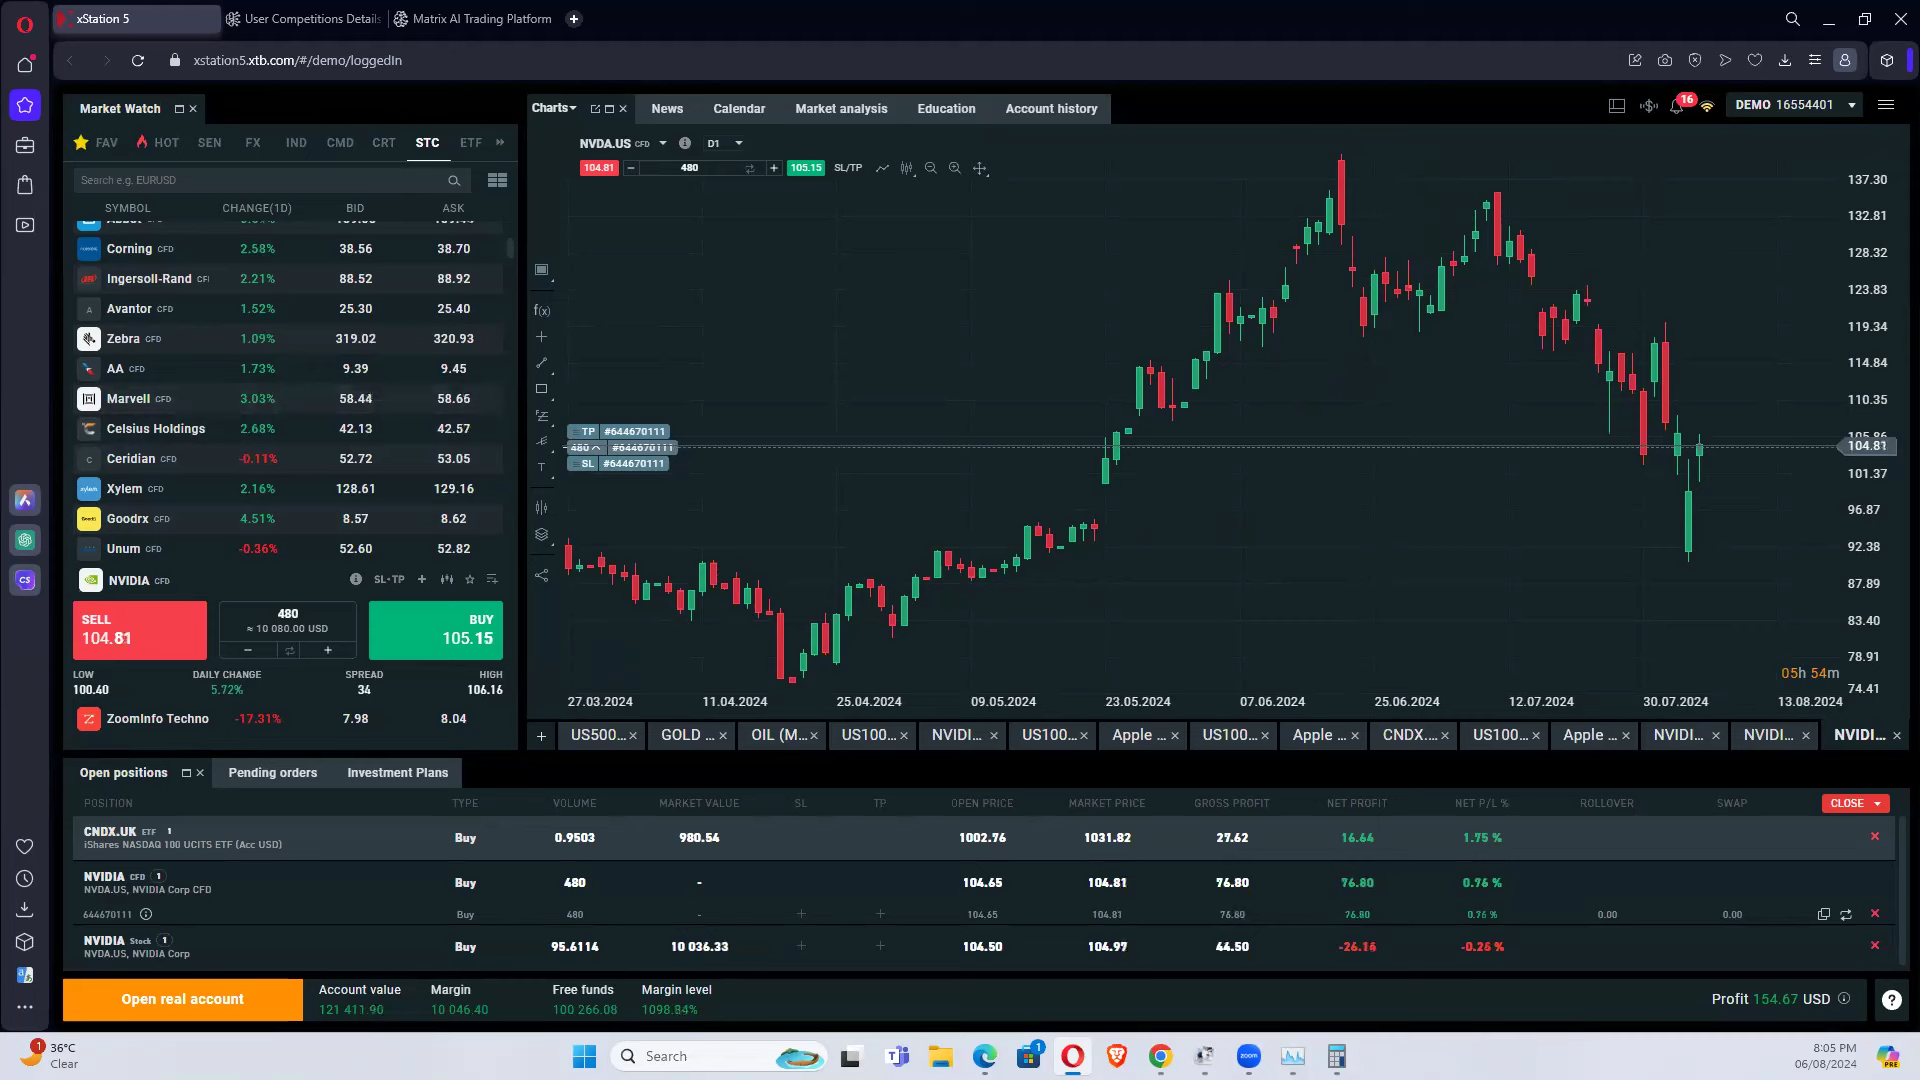 xStation 5
User Competitions Details
Matrix AI Trading Platform
xstation5.xtb.com/#/demo/loggedIn
Market Watch
FAV HOT SEN FX IND CMD CRT STC ETF
Search e.g. EURUSD
SYMBOL CHANGE(1D) BID ASK
Corning CFD 2.58% 38.56 38.70
Ingersoll-Rand CFI 2.21% 88.52 88.92
Avantor CFD 1.52% 25.30 25.40
Zebra CFD 1.09% 319.02 320.93
AA CFD 1.73% 9.39 9.45
Marvell CFD 3.03% 58.44 58.66
Celsius Holdings 2.68% 42.13 42.57
Ceridian CFD -0.11% 52.72 53.05
Xylem CFD 2.16% 128.61 129.16
Goodrx CFD 4.51% 8.57 8.62
Unum CFD -0.36% 52.60 52.82
NVIDIA CFD SL•TP
SELL 104.81
480
≈ 10 080.00 USD
BUY 105.15
LOW DAILY CHANGE SPREAD HIGH
100.40 5.72% 34 106.16
ZoomInfo Techno -17.31% 7.98 8.04
Charts News Calendar Market analysis Education Account history
16
DEMO 16554401
NVDA.US CFD D1
104.81 480 105.15 SL/TP
137.30
132.81
128.32
123.83
119.34
114.84
110.35
105.86
104.81
101.37
96.87
92.38
87.89
83.40
78.91
74.41
TP #644670111
480 #644670111
SL #644670111
05h 54m
27.03.2024 11.04.2024 25.04.2024 09.05.2024 23.05.2024 07.06.2024 25.06.2024 12.07.2024 30.07.2024 13.08.2024
US500... GOLD ... OIL (M... US100... NVIDI... US100... Apple ... US100... Apple ... CNDX.... US100... Apple ... NVIDI... NVIDI... NVIDI...
Open positions Pending orders Investment Plans
POSITION TYPE VOLUME MARKET VALUE SL TP OPEN PRICE MARKET PRICE GROSS PROFIT NET PROFIT NET P/L % ROLLOVER SWAP CLOSE
CNDX.UK ETF 1 Buy 0.9503 980.54 1002.76 1031.82 27.62 16.64 1.75 %
iShares NASDAQ 100 UCITS ETF (Acc USD)
NVIDIA CFD 1 Buy 480 - 104.65 104.81 76.80 76.80 0.76 %
NVDA.US, NVIDIA Corp CFD
644670111 Buy 480 - 104.65 104.81 76.80 76.80 0.76 % 0.00 0.00
NVIDIA Stock 1 Buy 95.6114 10 036.33 104.50 104.97 44.50 -26.16 -0.26 %
NVDA.US, NVIDIA Corp
Open real account
Account value Margin Free funds Margin level
121 411.90 10 046.40 100 266.08 1098.84%
Profit 154.67 USD
36°C
Clear
Search
8:05 PM
06/08/2024